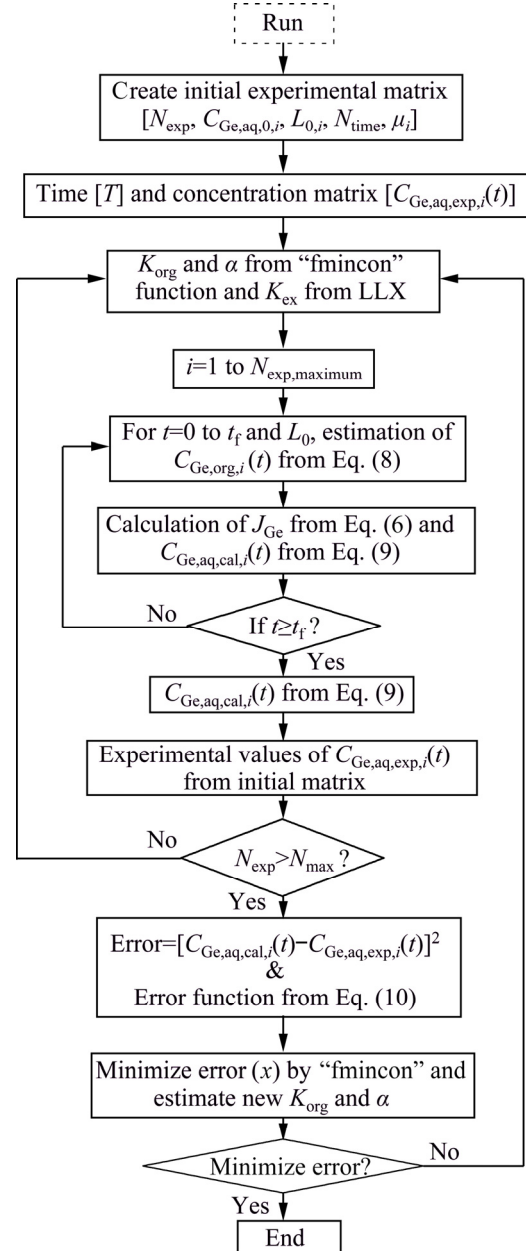 Run
Create initial experimental matrix
[N_exp, C_Ge,aq,0,i, L_0,i, N_time, μ_i]
Time [T] and concentration matrix [C_Ge,aq,exp,i(t)]
K_org and α from “fmincon”
function and K_ex from LLX
i=1 to N_exp,maximum
For t=0 to t_f and L_0, estimation of
C_Ge,org,i(t) from Eq. (8)
Calculation of J_Ge from Eq. (6) and
C_Ge,aq,cal,i(t) from Eq. (9)
No
If t≥t_f?
Yes
C_Ge,aq,cal,i(t) from Eq. (9)
Experimental values of C_Ge,aq,exp,i(t)
from initial matrix
No
N_exp>N_max?
Yes
Error=[C_Ge,aq,cal,i(t)−C_Ge,aq,exp,i(t)]²
&
Error function from Eq. (10)
Minimize error (x) by “fmincon” and
estimate new K_org and α
Minimize error?
No
Yes
End